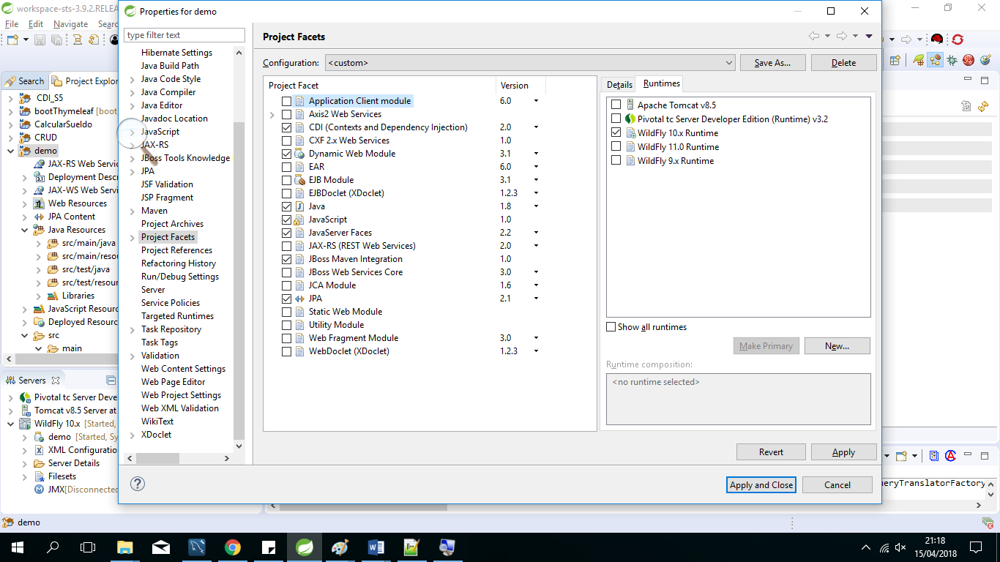 workspace-sts-3.9.2.RELEA
File Edit Navigate Searc
Search
Project Explor
CDI_S5
bootThymeleaf [boot
CalcularSueldo
CRUD
demo
JAX-RS Web Servic
Deployment Descr
JAX-WS Web Servi
Web Resources
JPA Content
Java Resources
src/main/java
src/main/resou
src/test/java
src/test/resour
Libraries
JavaScript Resourc
Deployed Resourc
src
main
Servers
Pivotal tc Server Deve
Tomcat v8.5 Server at
WildFly 10.x [Started,
demo [Started, Sy
XML Configuratio
Server Details
Filesets
JMX[Disconnected
demo
Properties for demo
type filter text
Hibernate Settings
Java Build Path
Java Code Style
Java Compiler
Java Editor
Javadoc Location
JavaScript
JAX-RS
JBoss Tools Knowledge
JPA
JSF Validation
JSP Fragment
Maven
Project Archives
Project Facets
Project References
Refactoring History
Run/Debug Settings
Server
Service Policies
Targeted Runtimes
Task Repository
Task Tags
Validation
Web Content Settings
Web Page Editor
Web Project Settings
Web XML Validation
WikiText
XDoclet
Project Facets
Configuration: <custom> Save As... Delete
Project Facet Version
Application Client module 6.0
Axis2 Web Services
CDI (Contexts and Dependency Injection) 2.0
CXF 2.x Web Services 1.0
Dynamic Web Module 3.1
EAR 6.0
EJB Module 3.1
EJBDoclet (XDoclet) 1.2.3
Java 1.8
JavaScript 1.0
JavaServer Faces 2.2
JAX-RS (REST Web Services) 2.0
JBoss Maven Integration 1.0
JBoss Web Services Core 3.0
JCA Module 1.6
JPA 2.1
Static Web Module
Utility Module
Web Fragment Module 3.0
WebDoclet (XDoclet) 1.2.3
Details Runtimes
Apache Tomcat v8.5
Pivotal tc Server Developer Edition (Runtime) v3.2
WildFly 10.x Runtime
WildFly 11.0 Runtime
WildFly 9.x Runtime
Show all runtimes
Make Primary New...
Runtime composition:
<no runtime selected>
Revert Apply
Apply and Close Cancel
ueryTranslatorFactory
21:18
15/04/2018